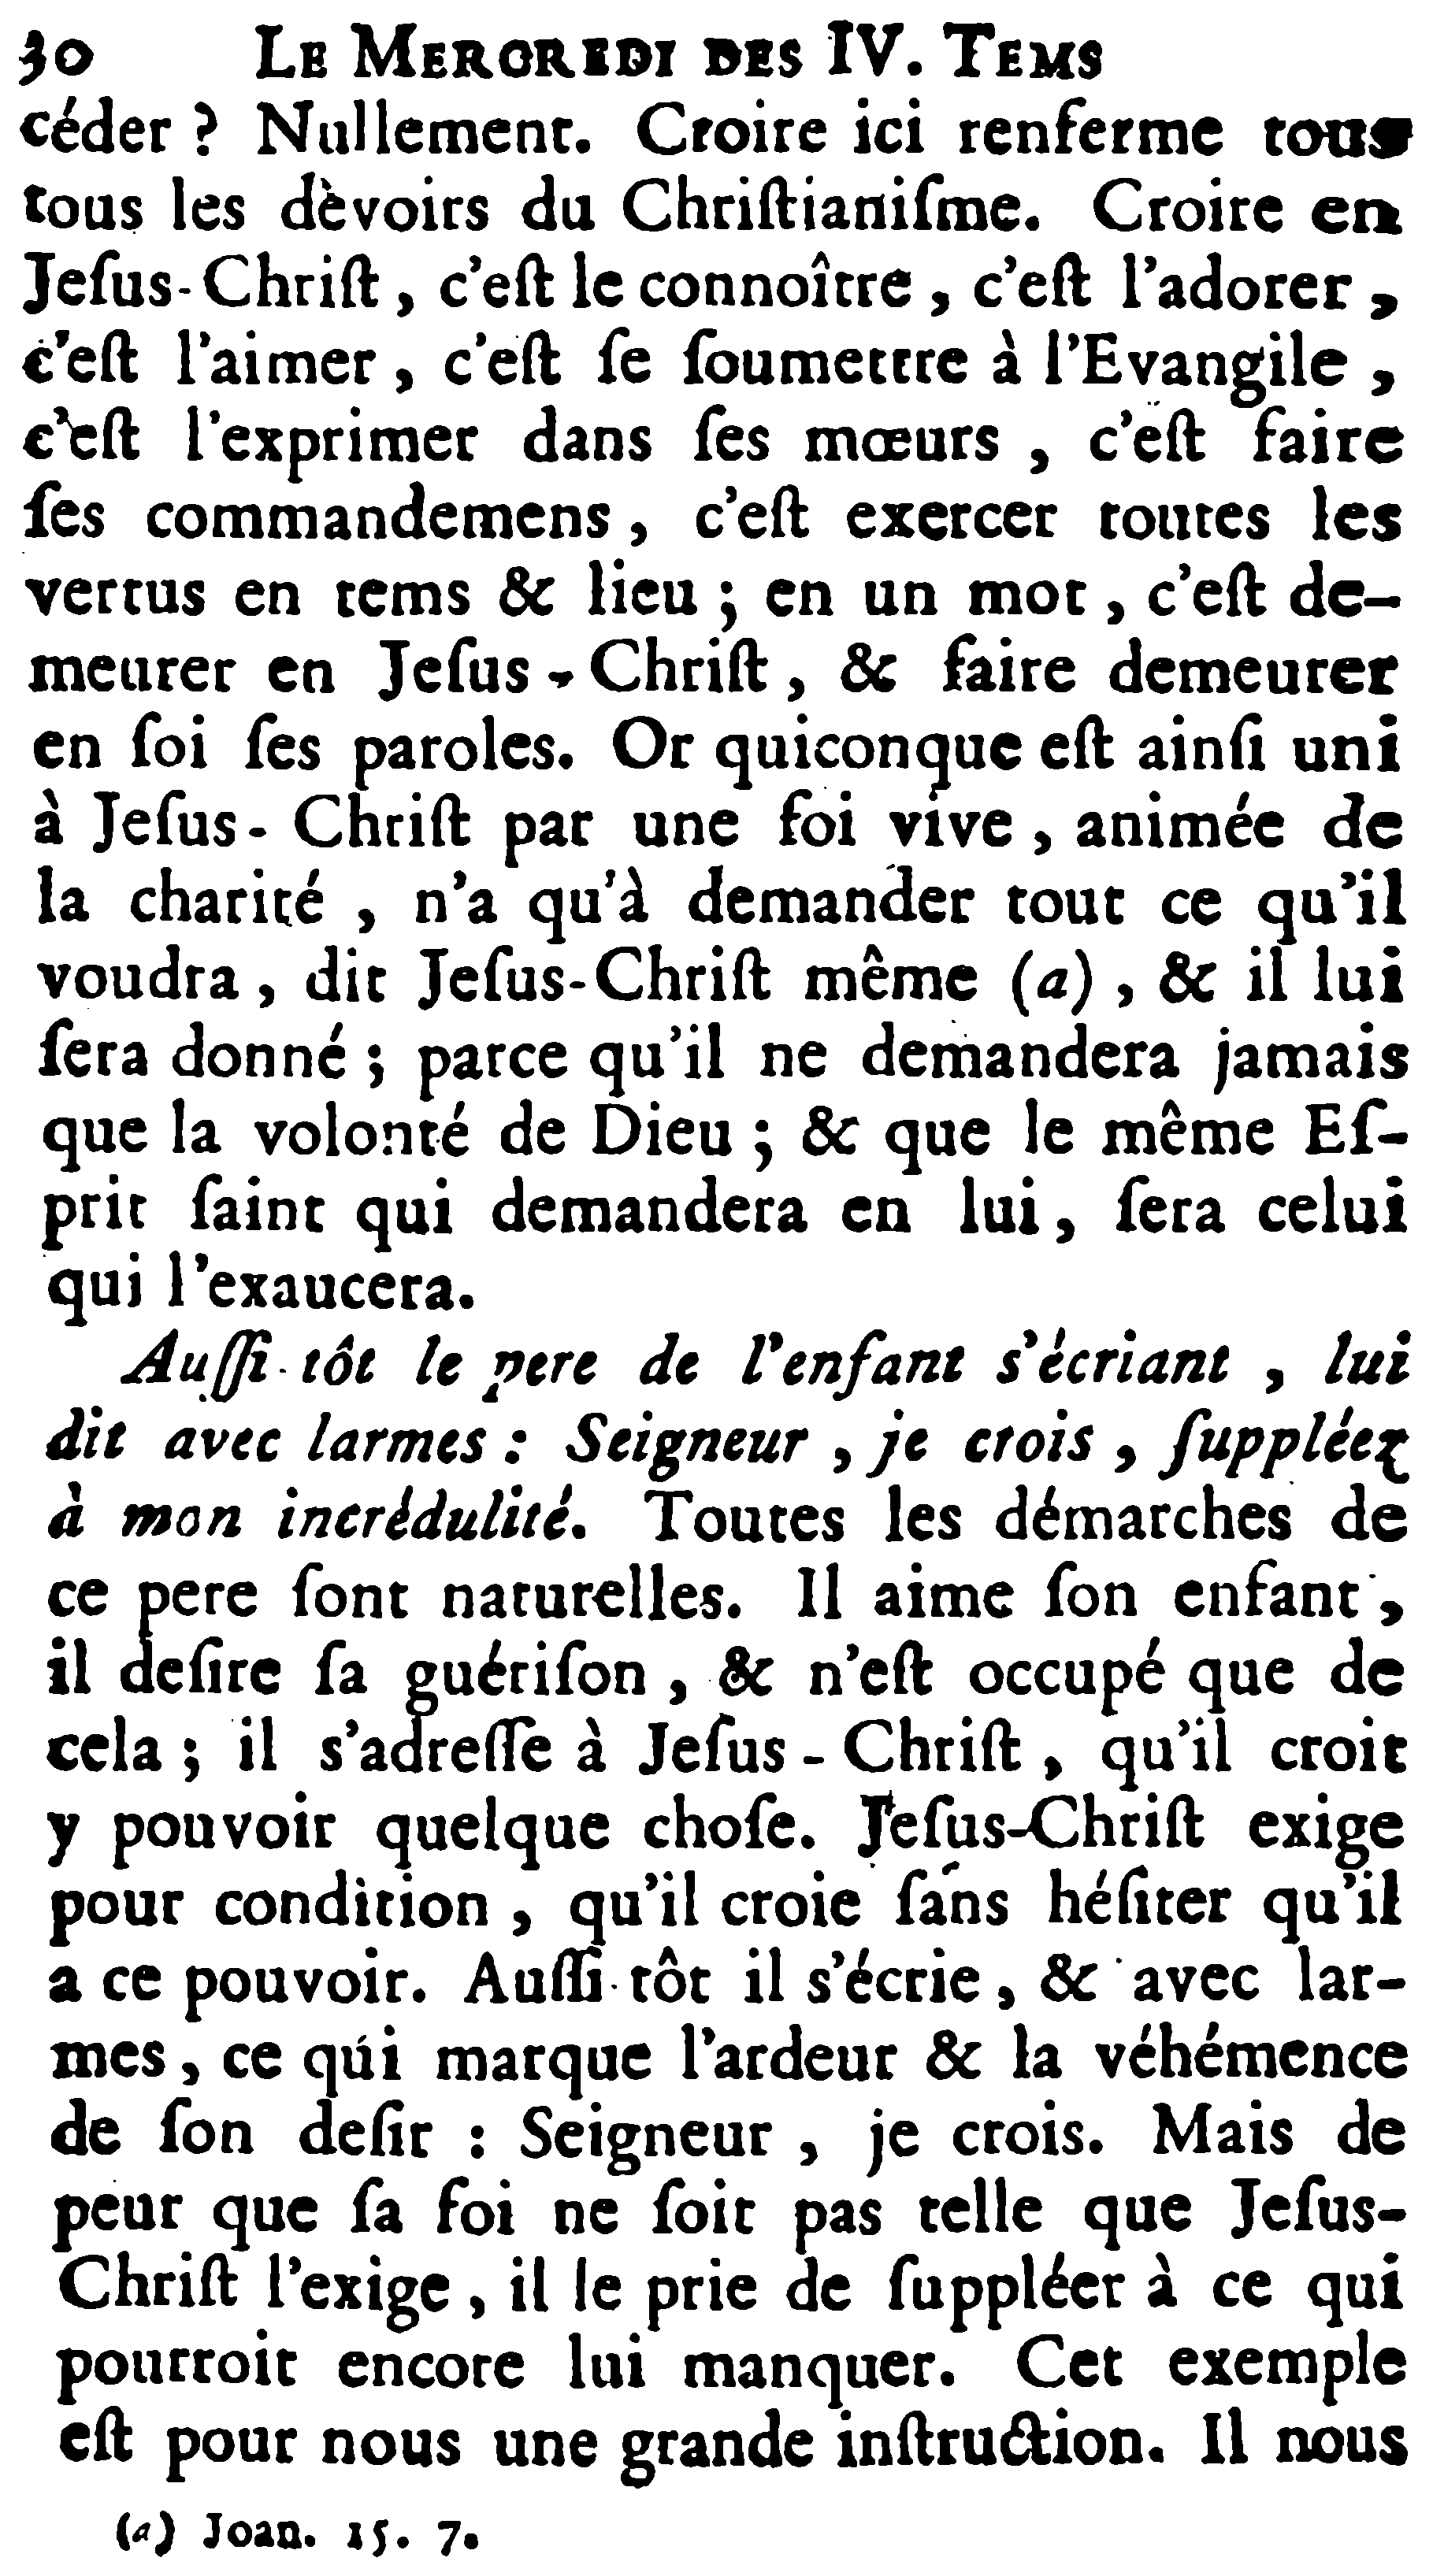 30 LE MERCREDI DES IV. TEMS
céder ? Nullement. Croire ici renferme tous
tous les dèvoirs du Chriſtianiſme. Croire en
Jeſus-Chriſt, c'eſt le connoître, c'eſt l'adorer,
c'eſt l'aimer, c'eſt ſe ſoumettre à l'Evangile,
c'eſt l'exprimer dans ſes mœurs, c'eſt faire
ſes commandemens, c'eſt exercer toutes les
vertus en tems & lieu ; en un mot, c'eſt de-
meurer en Jeſus-Chriſt, & faire demeurer
en ſoi ſes paroles. Or quiconque eſt ainſi uni
à Jeſus-Chriſt par une foi vive, animée de
la charité, n'a qu'à demander tout ce qu'il
voudra, dit Jeſus-Chriſt même (a), & il lui
ſera donné ; parce qu'il ne demandera jamais
que la volonté de Dieu ; & que le même Eſ-
prit ſaint qui demandera en lui, ſera celui
qui l'exaucera.
Auſſi-tôt le pere de l'enfant s'écriant, lui
dit avec larmes : Seigneur, je crois, ſuppléez
à mon incrédulité. Toutes les démarches de
ce pere ſont naturelles. Il aime ſon enfant,
il deſire ſa guériſon, & n'eſt occupé que de
cela ; il s'adreſſe à Jeſus-Chriſt, qu'il croit
y pouvoir quelque choſe. Jeſus-Chriſt exige
pour condition, qu'il croie ſans héſiter qu'il
a ce pouvoir. Auſſi-tôt il s'écrie, & avec lar-
mes, ce qui marque l'ardeur & la véhémence
de ſon deſir : Seigneur, je crois. Mais de
peur que ſa foi ne ſoit pas telle que Jeſus-
Chriſt l'exige, il le prie de ſuppléer à ce qui
pourroit encore lui manquer. Cet exemple
eſt pour nous une grande inſtruction. Il nous
(a) Joan. 15. 7.